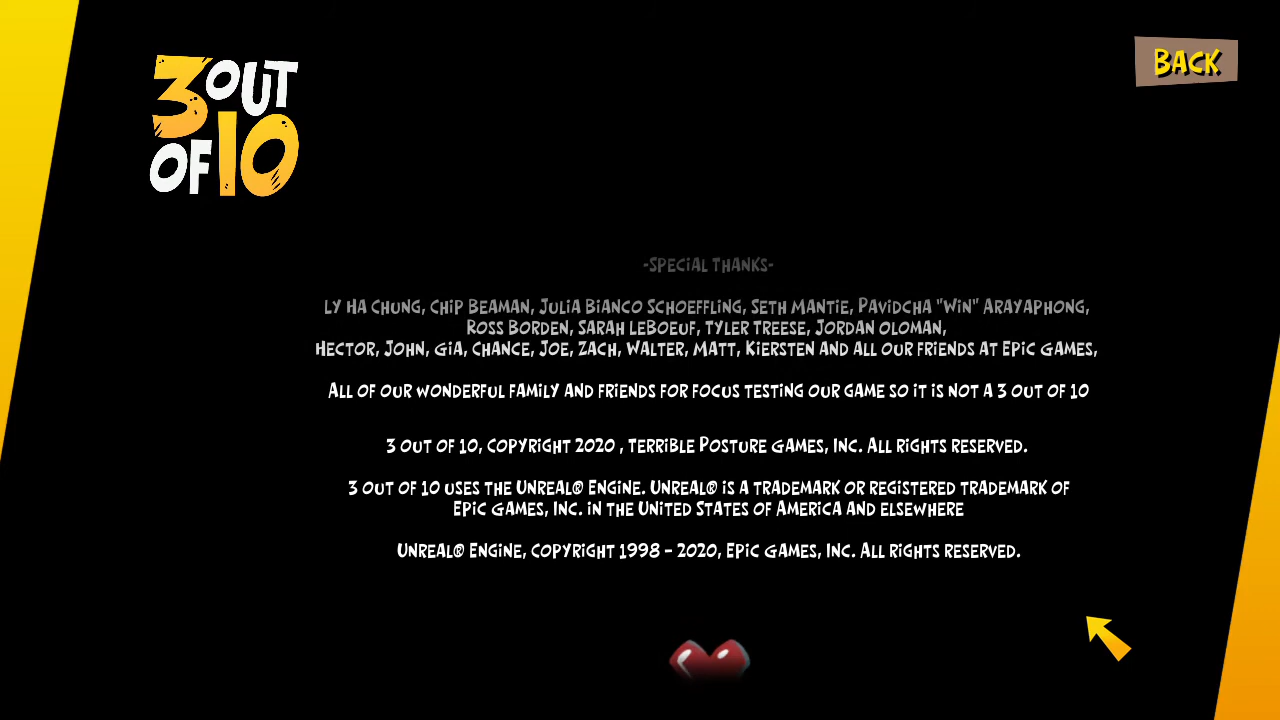 3 OUT
OF 10
BACK
-SPECIAL THANKS-
LY HA CHUNG, CHIP BEAMAN, JULIA BIANCO SCHOEFFLING, SETH MANTIE, PAVIDCHA "WIN" ARAYAPHONG,
ROSS BORDEN, SARAH LEBOEUF, TYLER TREESE, JORDAN OLOMAN,
HECTOR, JOHN, GIA, CHANCE, JOE, ZACH, WALTER, MATT, KIERSTEN AND ALL OUR FRIENDS AT EPIC GAMES,
ALL OF OUR WONDERFUL FAMILY AND FRIENDS FOR FOCUS TESTING OUR GAME SO IT IS NOT A 3 OUT OF 10
3 OUT OF 10, COPYRIGHT 2020 , TERRIBLE POSTURE GAMES, INC. ALL RIGHTS RESERVED.
3 OUT OF 10 USES THE UNREAL® ENGINE. UNREAL® IS A TRADEMARK OR REGISTERED TRADEMARK OF
EPIC GAMES, INC. IN THE UNITED STATES OF AMERICA AND ELSEWHERE
UNREAL® ENGINE, COPYRIGHT 1998 - 2020, EPIC GAMES, INC. ALL RIGHTS RESERVED.